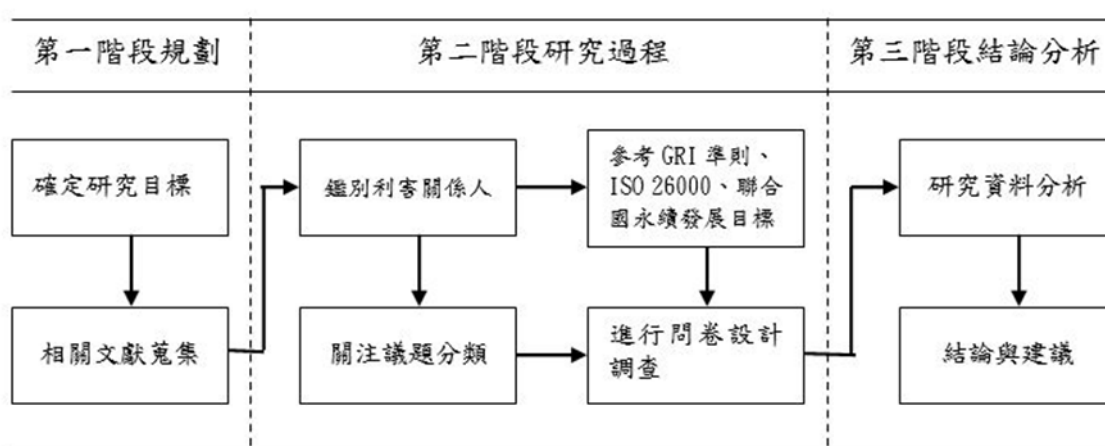 第一階段規劃
第二階段研究過程
第三階段結論分析
確定研究目標
鑑別利害關係人
參考 GRI 準則、
ISO 26000、聯合
國永續發展目標
研究資料分析
相關文獻蒐集
關注議題分類
進行問卷設計
調查
結論與建議